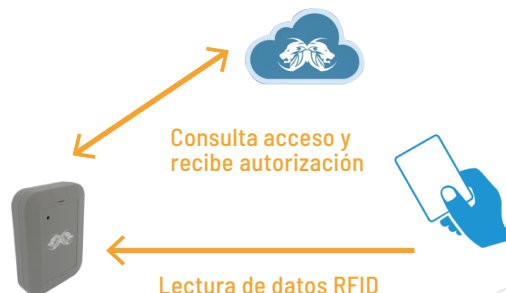 Consulta acceso y
recibe autorización
Lectura de datos RFID